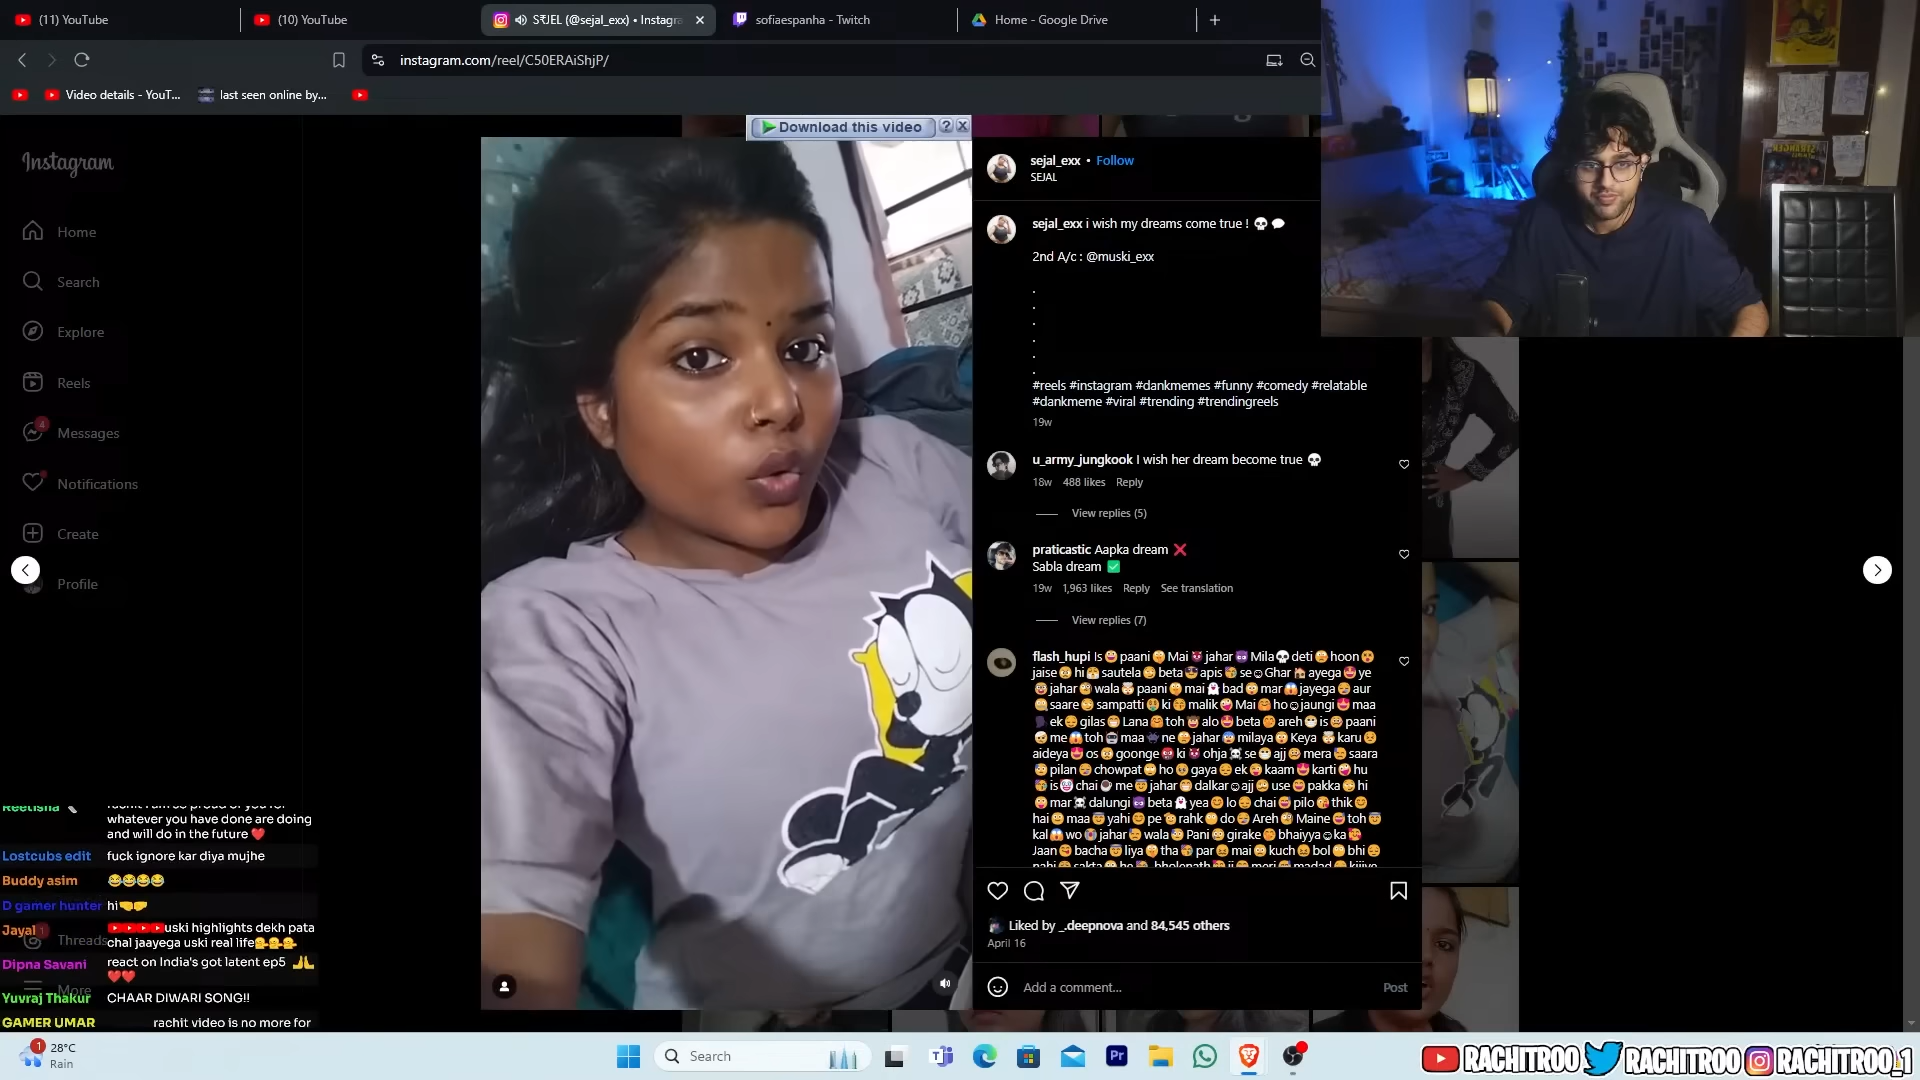 (11) YouTube
(10) YouTube
S₹JEL (@sejal_exx) • Instagra
sofiaespanha - Twitch
Home - Google Drive
instagram.com/reel/C50ERAiShjP/
Video details - YouT...
last seen online by...
Download this video
Instagram
Home
Search
Explore
Reels
4
Messages
Notifications
Create
Profile
Threads
More
sejal_exx • Follow
SEJAL
sejal_exx i wish my dreams come true ! 💀💬
2nd A/c : @muski_exx
.
.
.
.
.
.
#reels #instagram #dankmemes #funny #comedy #relatable
#dankmeme #viral #trending #trendingreels
19w
u_army_jungkook I wish her dream become true 💀
18w 488 likes Reply
View replies (5)
praticastic Aapka dream ❌
Sabla dream ✅
19w 1,963 likes Reply See translation
View replies (7)
flash_hupi Is paani Mai jahar Mila deti hoon
jaise hi sautela beta apis se Ghar ayega ye
jahar wala paani mai bad mar jayega aur
saare sampatti ki malik Mai ho jaungi maa
ek gilas Lana toh alo beta areh is paani
me toh maa ne jahar milaya Keya karu
aideya os goonge ki ohja se ajj mera saara
pilan chowpat ho gaya ek kaam karti hu
is chai me jahar dalkar ajj use pakka hi
mar dalungi beta yea lo chai pilo thik
hai maa yahi pe rahk do Areh Maine toh
kal wo jahar wala Pani girake bhaiyya ka
Jaan bacha liya tha par mai kuch bol bhi
Liked by _.deepnova and 84,545 others
April 16
Add a comment...
Post
whatever you have done are doing
and will do in the future ❤️
Lostcubs edit fuck ignore kar diya mujhe
Buddy asim 😂😂😂😂
D gamer hunter hi
Jayal uski highlights dekh pata
chal jaayega uski real life
Dipna Savani react on India's got latent ep5
❤️❤️
Yuvraj Thakur CHAAR DIWARI SONG!!
GAMER UMAR rachit video is no more for
1
28°C
Rain
Search
Pr
RACHITROO RACHITROO RACHITROO_1